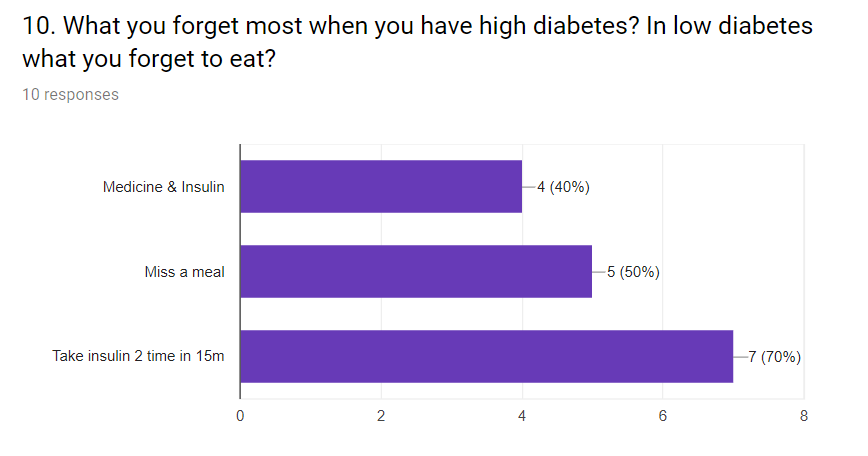 10. What you forget most when you have high diabetes? In low diabetes
what you forget to eat?
10 responses
Medicine & Insulin
4 (40%)
Miss a meal
5 (50%)
Take insulin 2 time in 15m
7 (70%)
0 2 4 6 8